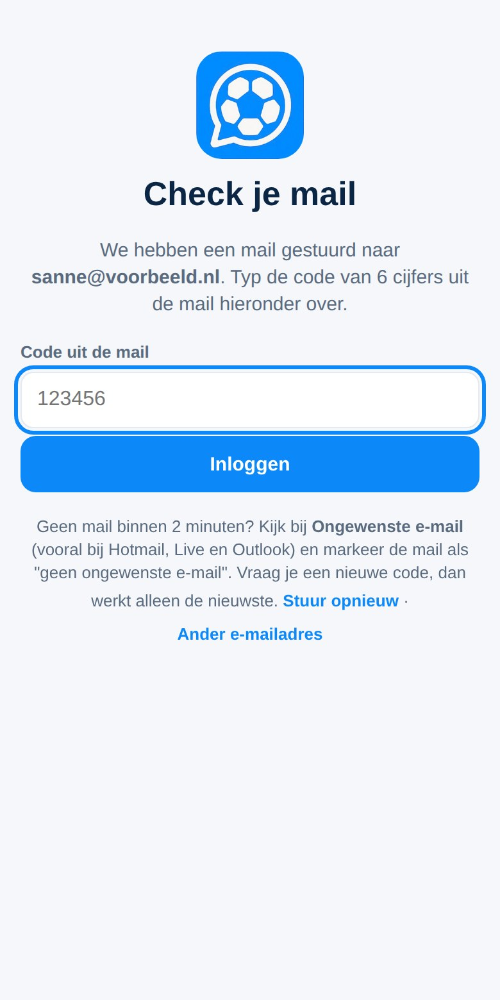 Check je mail
We hebben een mail gestuurd naar
sanne@voorbeeld.nl. Typ de code van 6 cijfers uit
de mail hieronder over.
Code uit de mail
123456
Inloggen
Geen mail binnen 2 minuten? Kijk bij Ongewenste e-mail
(vooral bij Hotmail, Live en Outlook) en markeer de mail als
"geen ongewenste e-mail". Vraag je een nieuwe code, dan
werkt alleen de nieuwste. Stuur opnieuw ·
Ander e-mailadres